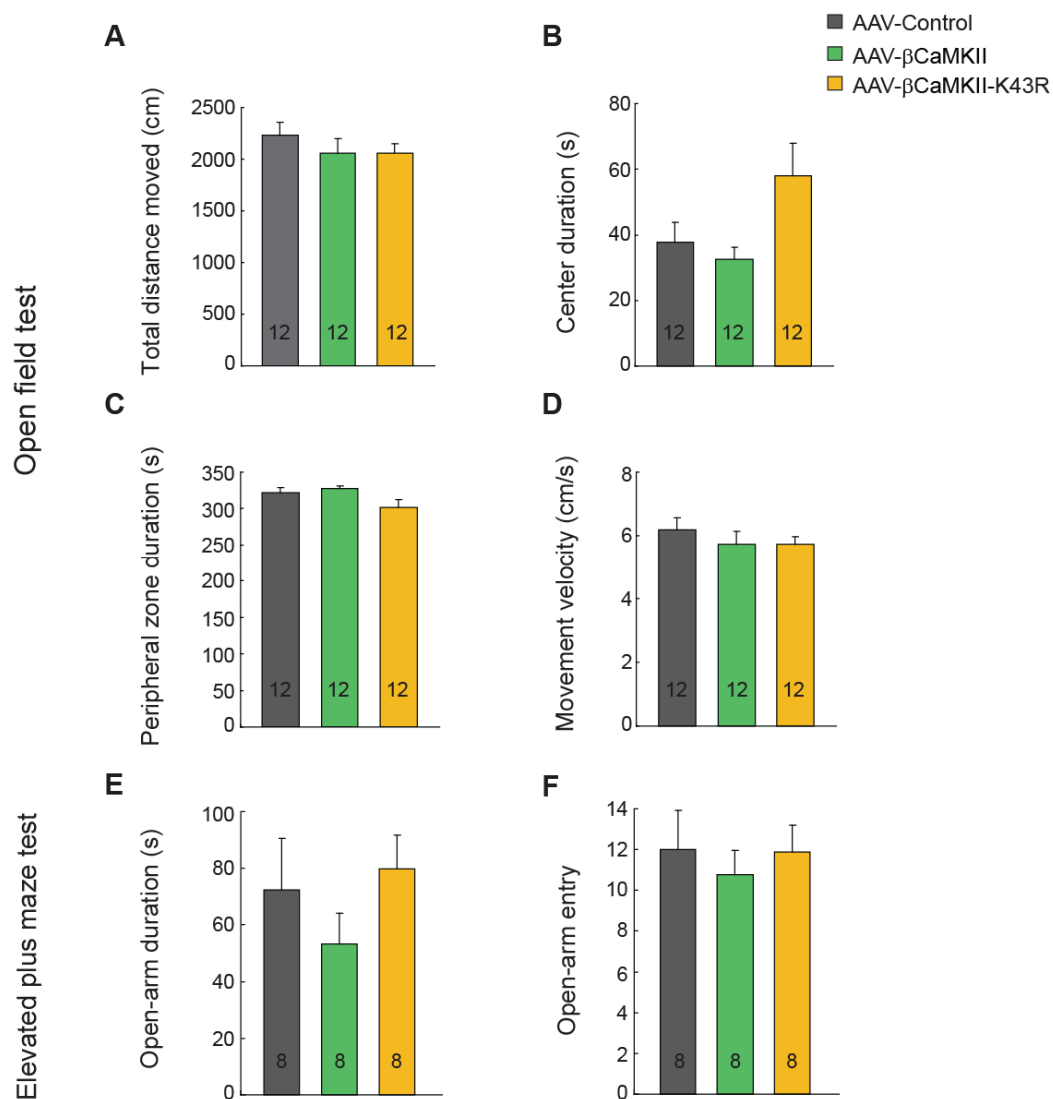 A
B
AAV-Control
AAV-βCaMKII
AAV-βCaMKII-K43R
Open field test
Total distance moved (cm)
2500
2000
1500
1000
500
0
12 12 12
Center duration (s)
80
60
40
20
0
12 12 12
C
D
Peripheral zone duration (s)
350
300
250
200
150
100
50
0
12 12 12
Movement velocity (cm/s)
8
6
4
2
0
12 12 12
E
F
Elevated plus maze test
Open-arm duration (s)
100
80
60
40
20
0
8 8 8
Open-arm entry
14
12
10
8
6
4
2
0
8 8 8